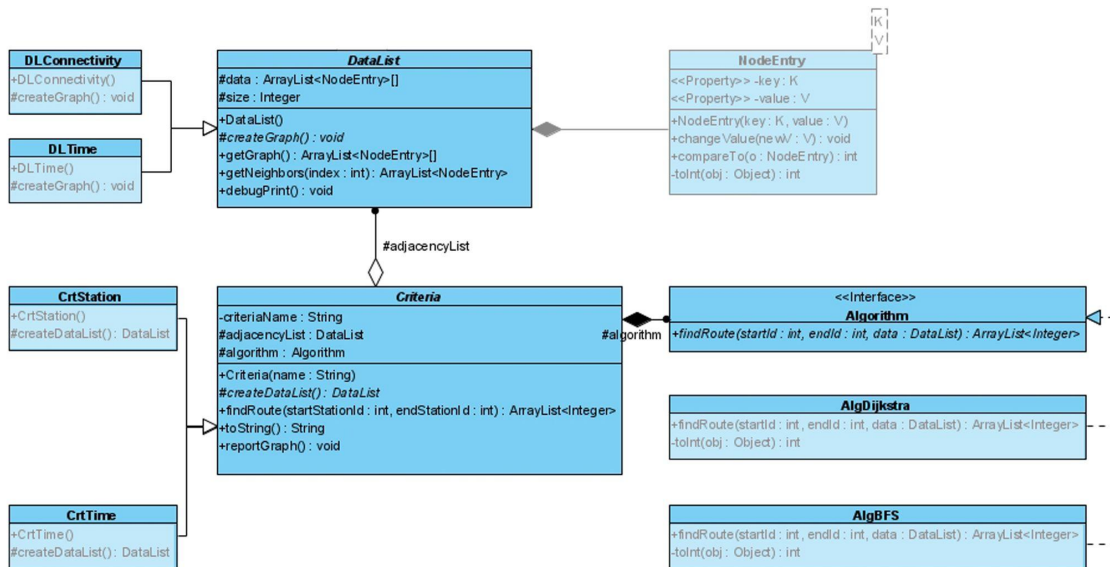 DLConnectivity
+DLConnectivity()
#createGraph() : void
DLTime
+DLTime()
#createGraph() : void
DataList
#data : ArrayList<NodeEntry>[]
#size : Integer
+DataList()
#createGraph() : void
+getGraph() : ArrayList<NodeEntry>[]
+getNeighbors(index : int) : ArrayList<NodeEntry>
+debugPrint() : void
K
V
NodeEntry
<<Property>> -key : K
<<Property>> -value : V
+NodeEntry(key : K, value : V)
+changeValue(newV : V) : void
+compareTo(o : NodeEntry) : int
-toInt(obj : Object) : int
#adjacencyList
CrtStation
+CrtStation()
#createDataList() : DataList
Criteria
-criteriaName : String
#adjacencyList : DataList
#algorithm : Algorithm
+Criteria(name : String)
#createDataList() : DataList
+findRoute(startStationId : int, endStationId : int) : ArrayList<Integer>
+toString() : String
+reportGraph() : void
#algorithm
<<Interface>>
Algorithm
+findRoute(startId : int, endId : int, data : DataList) : ArrayList<Integer>
AlgDijkstra
+findRoute(startId : int, endId : int, data : DataList) : ArrayList<Integer>
-toInt(obj : Object) : int
CrtTime
+CrtTime()
#createDataList() : DataList
AlgBFS
+findRoute(startId : int, endId : int, data : DataList) : ArrayList<Integer>
-toInt(obj : Object) : int